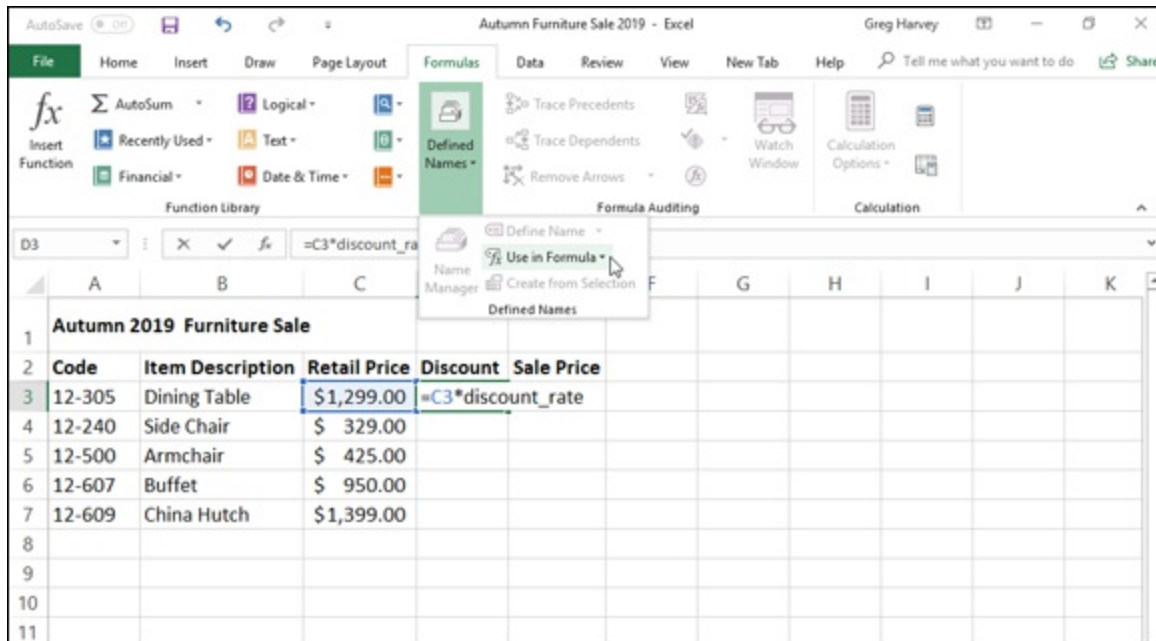 AutoSave Off Autumn Furniture Sale 2019 - Excel Greg Harvey
File Home Insert Draw Page Layout Formulas Data Review View New Tab Help Tell me what you want to do Share
fx Insert Function
AutoSum
Recently Used
Financial
Logical
Text
Date & Time
Function Library
Defined Names
Trace Precedents
Trace Dependents
Remove Arrows
Watch Window
Formula Auditing
Calculation Options
Calculation
D3 fx =C3*discount_ra
Name Manager
Define Name
Use in Formula
Create from Selection
Defined Names
A B C F G H I J K
1 Autumn 2019 Furniture Sale
2 Code Item Description Retail Price Discount Sale Price
3 12-305 Dining Table $1,299.00 =C3*discount_rate
4 12-240 Side Chair $ 329.00
5 12-500 Armchair $ 425.00
6 12-607 Buffet $ 950.00
7 12-609 China Hutch $1,399.00
8
9
10
11